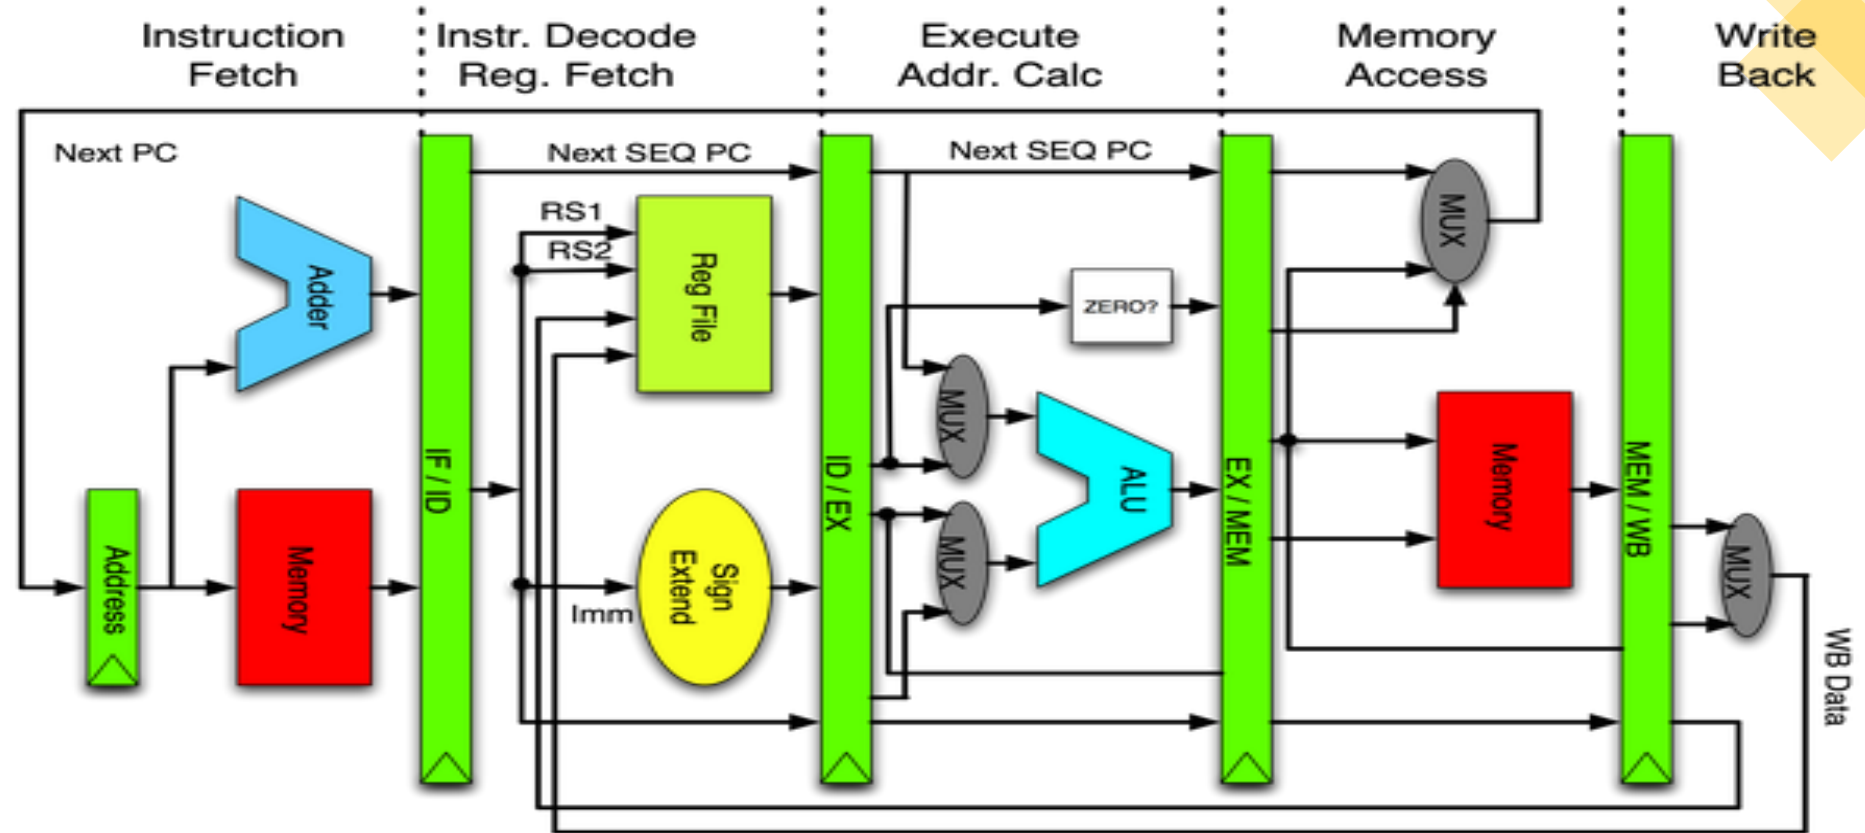 Instruction
Fetch
Instr. Decode
Reg. Fetch
Execute
Addr. Calc
Memory
Access
Write
Back
Next PC
Next SEQ PC
Next SEQ PC
RS1
RS2
Adder
Reg File
ZERO?
MUX
MUX
MUX
ALU
IF / ID
ID / EX
EX / MEM
MEM / WB
Address
Memory
Imm
Sign
Extend
Memory
MUX
WB Data